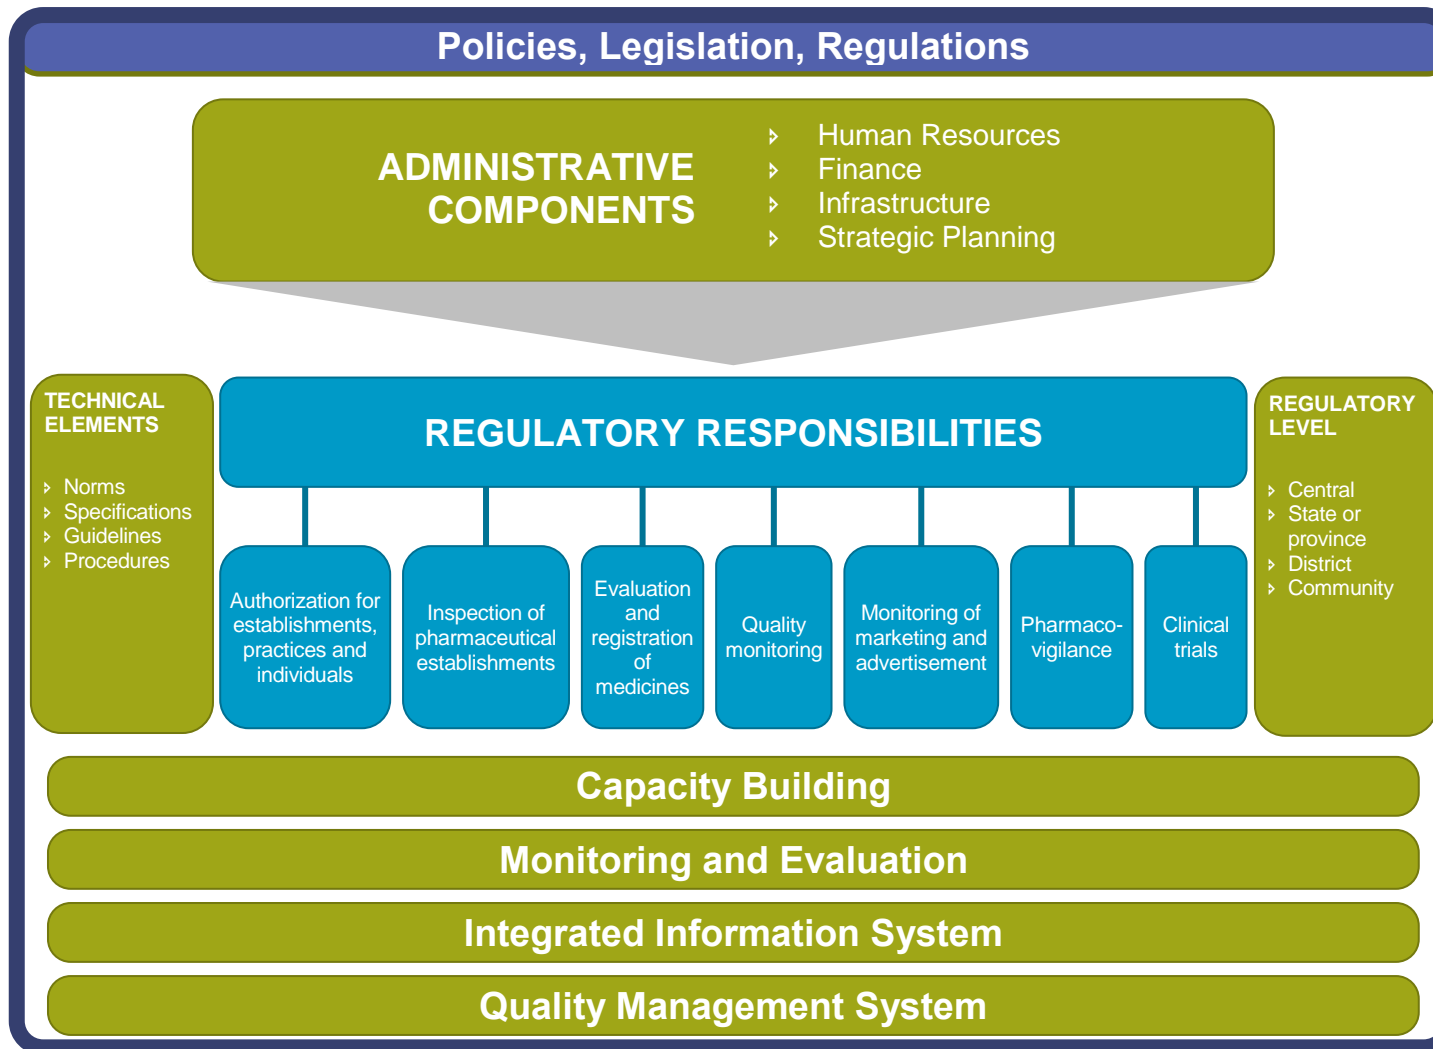 Policies, Legislation, Regulations
ADMINISTRATIVE
COMPONENTS
Human Resources
Finance
Infrastructure
Strategic Planning
TECHNICAL
ELEMENTS
Norms
Specifications
Guidelines
Procedures
REGULATORY RESPONSIBILITIES
Authorization for
establishments,
practices and
individuals
Inspection of
pharmaceutical
establishments
Evaluation
and
registration
of
medicines
Quality
monitoring
Monitoring of
marketing and
advertisement
Pharmaco-
vigilance
Clinical
trials
REGULATORY
LEVEL
Central
State or
province
District
Community
Capacity Building
Monitoring and Evaluation
Integrated Information System
Quality Management System